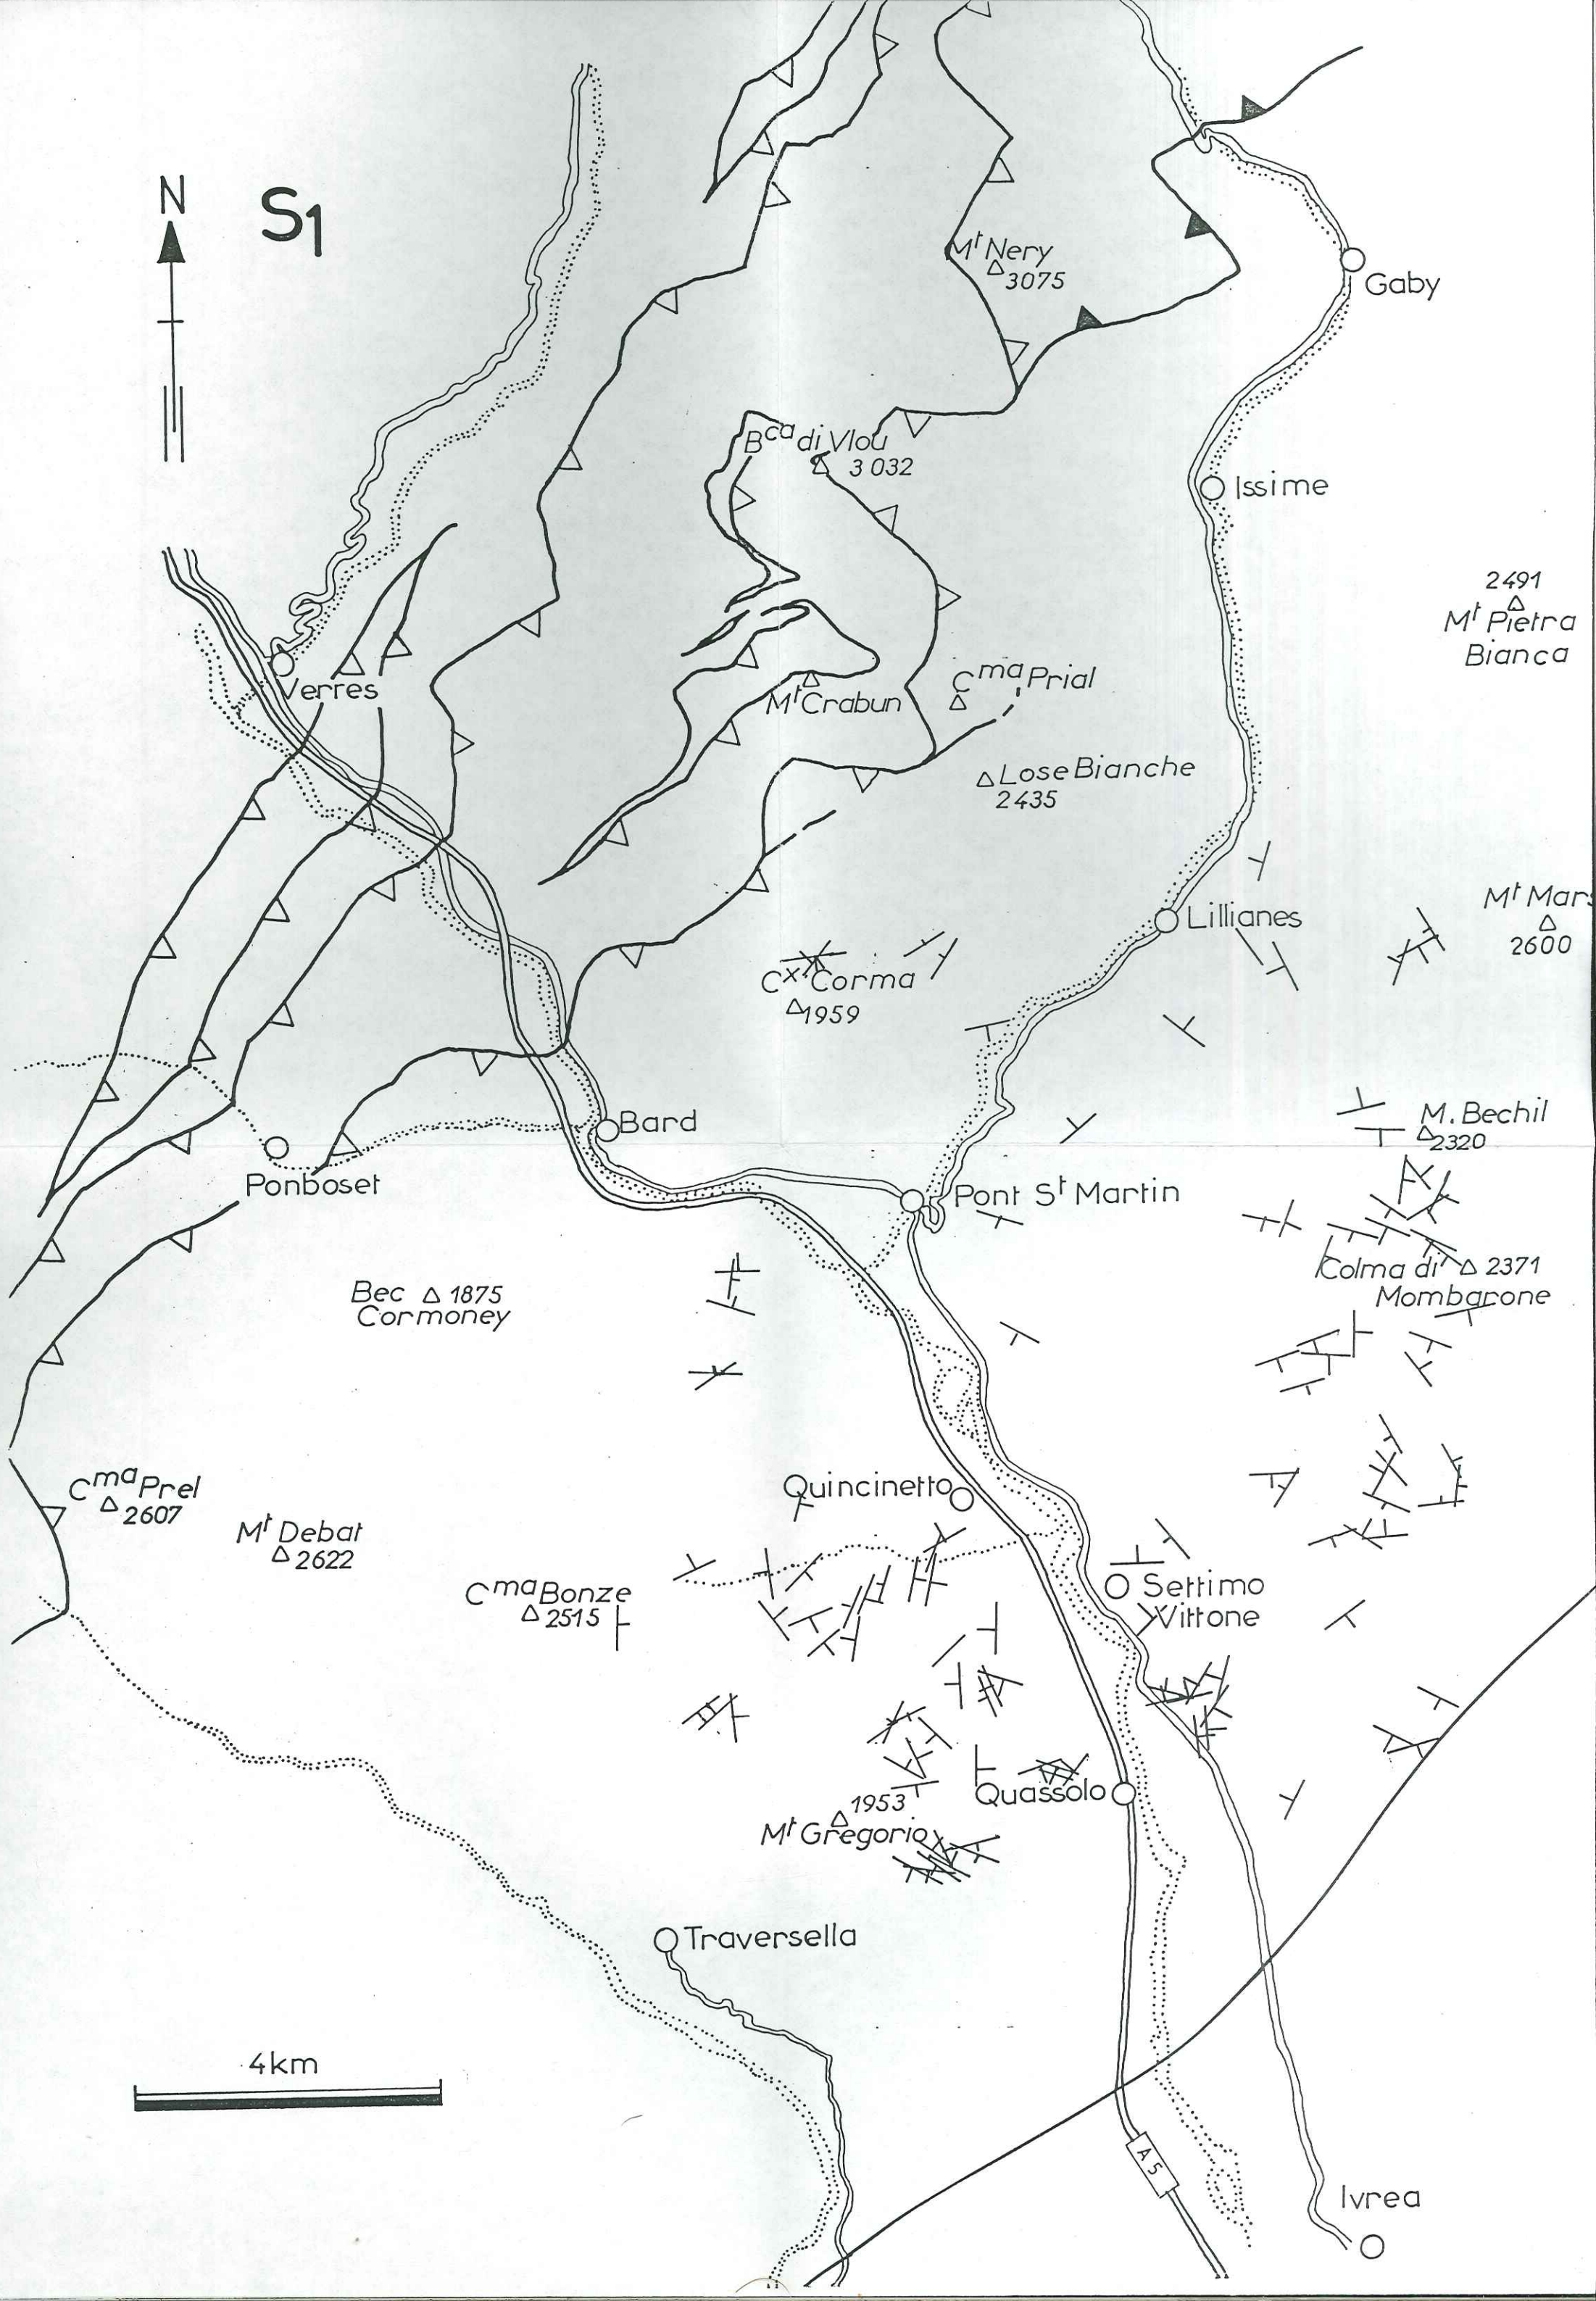 N
S1
Mt Nery
3075
Gaby
Bca di Vlou
3032
Issime
2491
Mt Pietra
Bianca
Verres
Cma Prial
Mt Crabun
Lose Bianche
2435
Mt Mars
2600
Lillianes
Cx Corma
1959
Bard
M. Bechil
2320
Ponboset
Pont St Martin
Colma di 2371
Mombarone
Bec 1875
Cormoney
Cma Prel
2607
Quincinetto
Mt Debat
2622
Cma Bonze
2515
Settimo
Vittone
Quassolo
1953
Mt Gregorio
Traversella
4km
A5
Ivrea